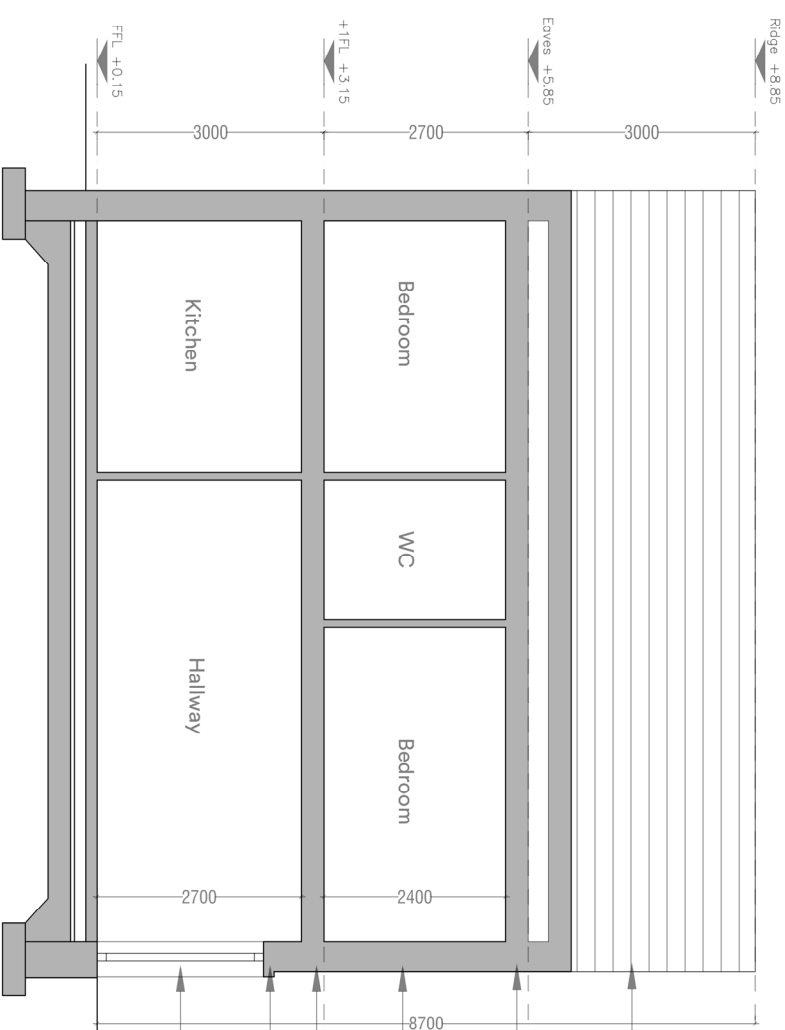 Ridge +8.85
3000
Eaves +5.85
2700
Bedroom
WC
Bedroom
2400
8700
+1FL +3.15
3000
Kitchen
Hallway
2700
FFL +0.15